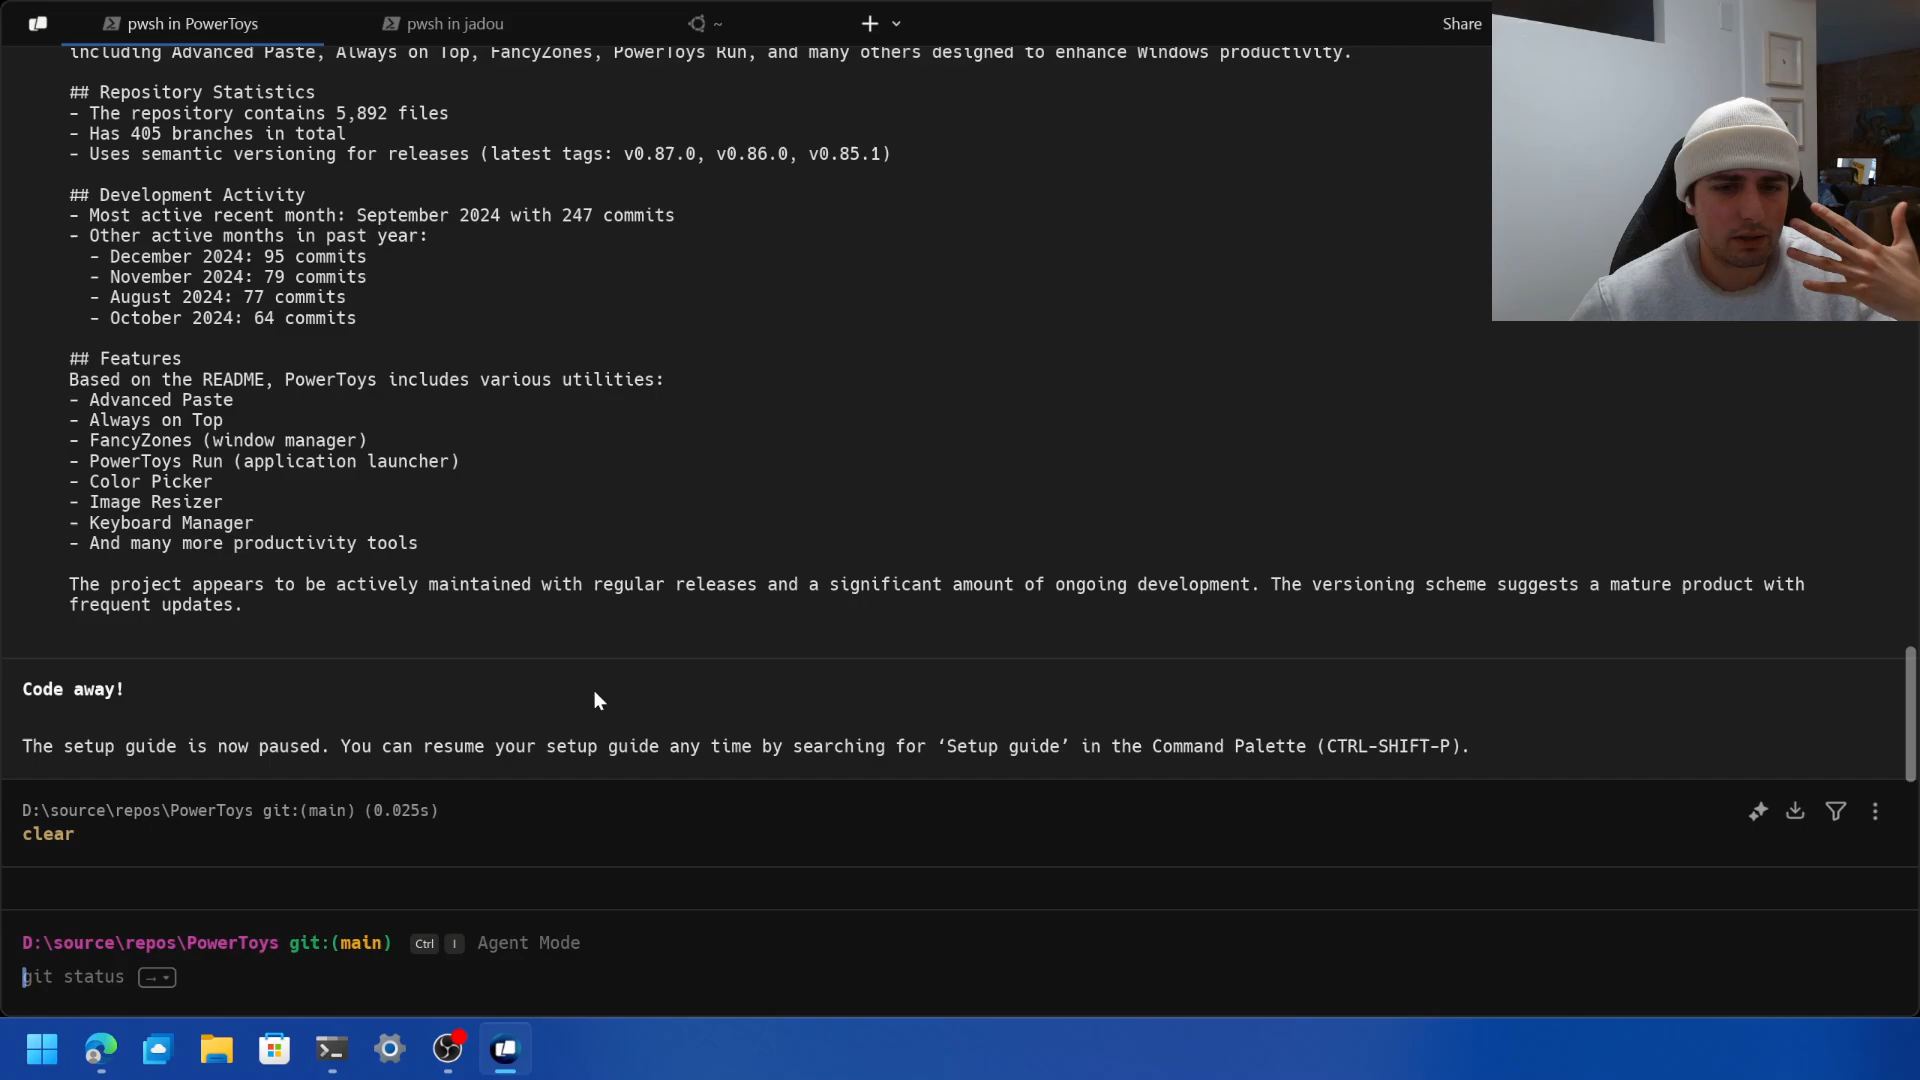 pwsh in PowerToys
pwsh in jadou
~
Share
including Advanced Paste, Always on Top, FancyZones, PowerToys Run, and many others designed to enhance Windows productivity.
## Repository Statistics
- The repository contains 5,892 files
- Has 405 branches in total
- Uses semantic versioning for releases (latest tags: v0.87.0, v0.86.0, v0.85.1)
## Development Activity
- Most active recent month: September 2024 with 247 commits
- Other active months in past year:
- December 2024: 95 commits
- November 2024: 79 commits
- August 2024: 77 commits
- October 2024: 64 commits
## Features
Based on the README, PowerToys includes various utilities:
- Advanced Paste
- Always on Top
- FancyZones (window manager)
- PowerToys Run (application launcher)
- Color Picker
- Image Resizer
- Keyboard Manager
- And many more productivity tools
The project appears to be actively maintained with regular releases and a significant amount of ongoing development. The versioning scheme suggests a mature product with
frequent updates.
Code away!
The setup guide is now paused. You can resume your setup guide any time by searching for ‘Setup guide’ in the Command Palette (CTRL-SHIFT-P).
D:\source\repos\PowerToys git:(main) (0.025s)
clear
D:\source\repos\PowerToys git:(main) Ctrl I Agent Mode
git status